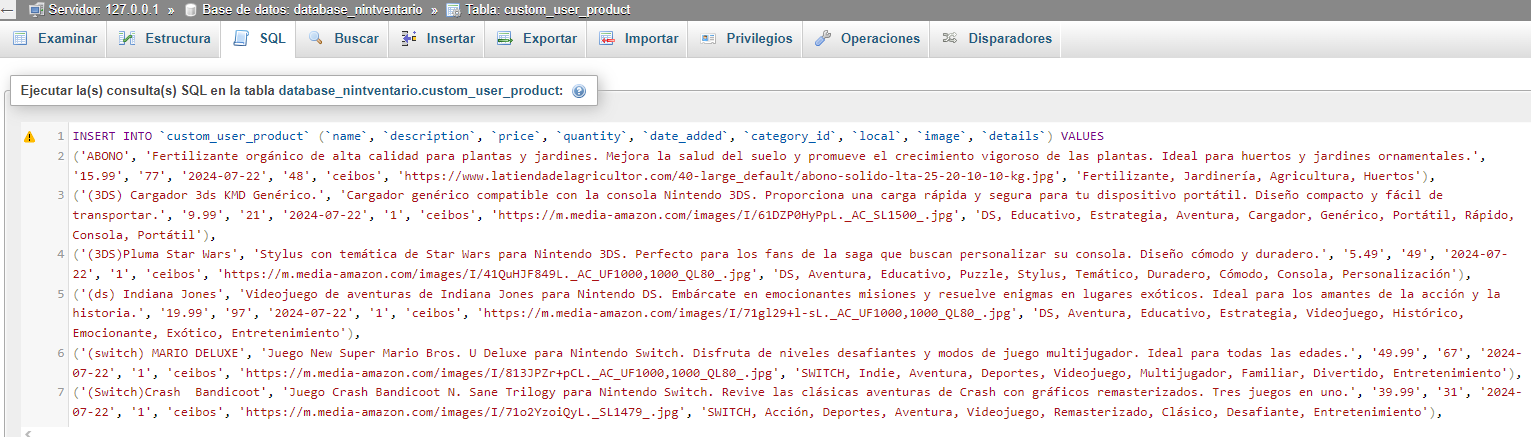 Servidor: 127.0.0.1 » Base de datos: database_nintventario » Tabla: custom_user_product
Examinar Estructura SQL Buscar Insertar Exportar Importar Privilegios Operaciones Disparadores
Ejecutar la(s) consulta(s) SQL en la tabla database_nintventario.custom_user_product:
1 INSERT INTO `custom_user_product` (`name`, `description`, `price`, `quantity`, `date_added`, `category_id`, `local`, `image`, `details`) VALUES
2 ('ABONO', 'Fertilizante orgánico de alta calidad para plantas y jardines. Mejora la salud del suelo y promueve el crecimiento vigoroso de las plantas. Ideal para huertos y jardines ornamentales.',
'15.99', '77', '2024-07-22', '48', 'ceibos', 'https://www.latiendadelagricultor.com/40-large_default/abono-solido-lta-25-20-10-10-kg.jpg', 'Fertilizante, Jardinería, Agricultura, Huertos'),
3 ('(3DS) Cargador 3ds KMD Genérico.', 'Cargador genérico compatible con la consola Nintendo 3DS. Proporciona una carga rápida y segura para tu dispositivo portátil. Diseño compacto y fácil de
transportar.', '9.99', '21', '2024-07-22', '1', 'ceibos', 'https://m.media-amazon.com/images/I/61DZP0HyPpL._AC_SL1500_.jpg', 'DS, Educativo, Estrategia, Aventura, Cargador, Genérico, Portátil, Rápido,
Consola, Portátil'),
4 ('(3DS)Pluma Star Wars', 'Stylus con temática de Star Wars para Nintendo 3DS. Perfecto para los fans de la saga que buscan personalizar su consola. Diseño cómodo y duradero.', '5.49', '49', '2024-07-
22', '1', 'ceibos', 'https://m.media-amazon.com/images/I/41QuHJF849L._AC_UF1000,1000_QL80_.jpg', 'DS, Aventura, Educativo, Puzzle, Stylus, Temático, Duradero, Cómodo, Consola, Personalización'),
5 ('(ds) Indiana Jones', 'Videojuego de aventuras de Indiana Jones para Nintendo DS. Embárcate en emocionantes misiones y resuelve enigmas en lugares exóticos. Ideal para los amantes de la acción y la
historia.', '19.99', '97', '2024-07-22', '1', 'ceibos', 'https://m.media-amazon.com/images/I/71gl29+l-sL._AC_UF1000,1000_QL80_.jpg', 'DS, Aventura, Educativo, Estrategia, Videojuego, Histórico,
Emocionante, Exótico, Entretenimiento'),
6 ('(switch) MARIO DELUXE', 'Juego New Super Mario Bros. U Deluxe para Nintendo Switch. Disfruta de niveles desafiantes y modos de juego multijugador. Ideal para todas las edades.', '49.99', '67', '2024-
07-22', '1', 'ceibos', 'https://m.media-amazon.com/images/I/813JPZr+pCL._AC_UF1000,1000_QL80_.jpg', 'SWITCH, Indie, Aventura, Deportes, Videojuego, Multijugador, Familiar, Divertido, Entretenimiento'),
7 ('(Switch)Crash  Bandicoot', 'Juego Crash Bandicoot N. Sane Trilogy para Nintendo Switch. Revive las clásicas aventuras de Crash con gráficos remasterizados. Tres juegos en uno.', '39.99', '31', '2024-
07-22', '1', 'ceibos', 'https://m.media-amazon.com/images/I/71o2YzoiQyL._SL1479_.jpg', 'SWITCH, Acción, Deportes, Aventura, Videojuego, Remasterizado, Clásico, Desafiante, Entretenimiento'),